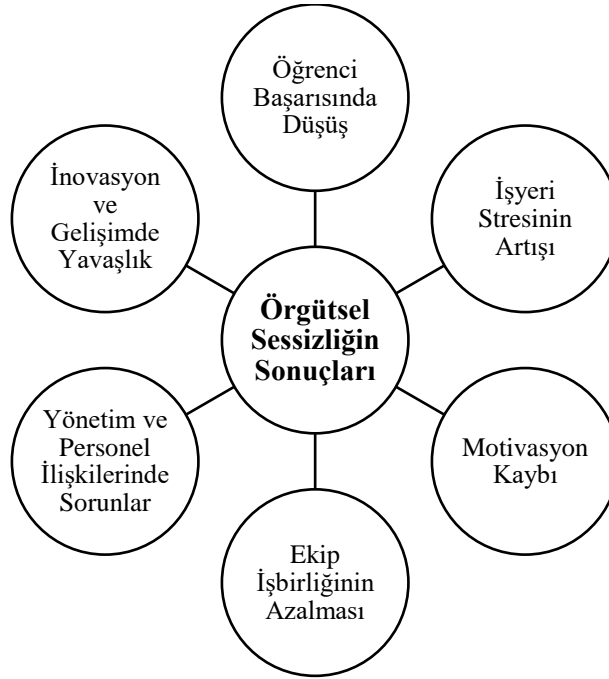 Öğrenci
Başarısında
Düşüş
İşyeri
Stresinin
Artışı
Motivasyon
Kaybı
Ekip
İşbirliğinin
Azalması
Yönetim ve
Personel
İlişkilerinde
Sorunlar
İnovasyon
ve
Gelişimde
Yavaşlık
Örgütsel
Sessizliğin
Sonuçları